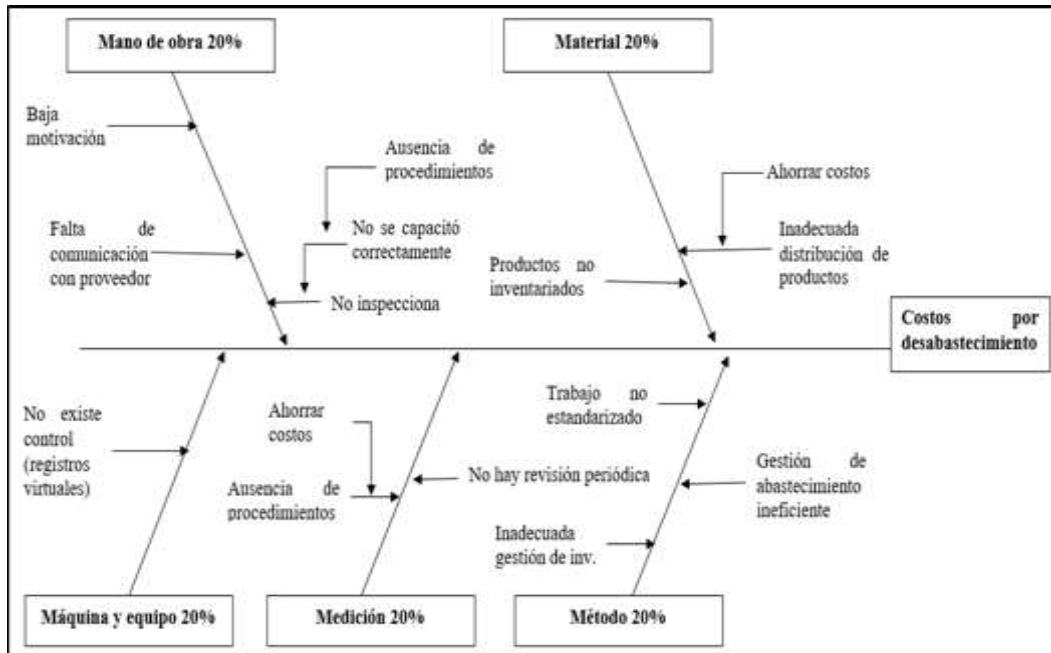 Mano de obra 20%
Material 20%
Baja
motivación
Ausencia de
procedimientos
Ahorrar costos
Falta de
comunicación
con proveedor
No se capacitó
correctamente
Inadecuada
distribución de
productos
Productos no
inventariados
No inspecciona
Costos por
desabastecimiento
No existe
control
(registros
virtuales)
Ahorrar
costos
Ausencia de
procedimientos
No hay revisión periódica
Trabajo no
estandarizado
Gestión de
abastecimiento
ineficiente
Inadecuada
gestión de inv.
Máquina y equipo 20%
Medición 20%
Método 20%